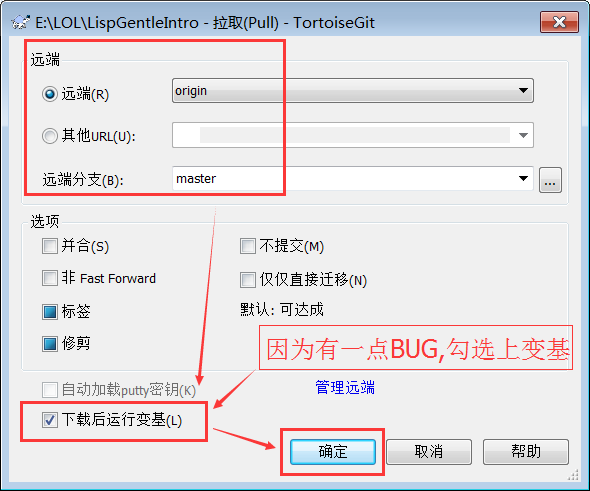 E:\LOL\LispGentleIntro - 拉取(Pull) - TortoiseGit
远端
远端(R)
origin
其他URL(U):
远端分支(B):
master
...
选项
并合(S)
不提交(M)
非 Fast Forward
仅仅直接迁移(N)
标签
默认: 可达成
修剪
因为有一点BUG,勾选上变基
自动加载putty密钥(K)
管理远端
下载后运行变基(L)
确定
取消
帮助